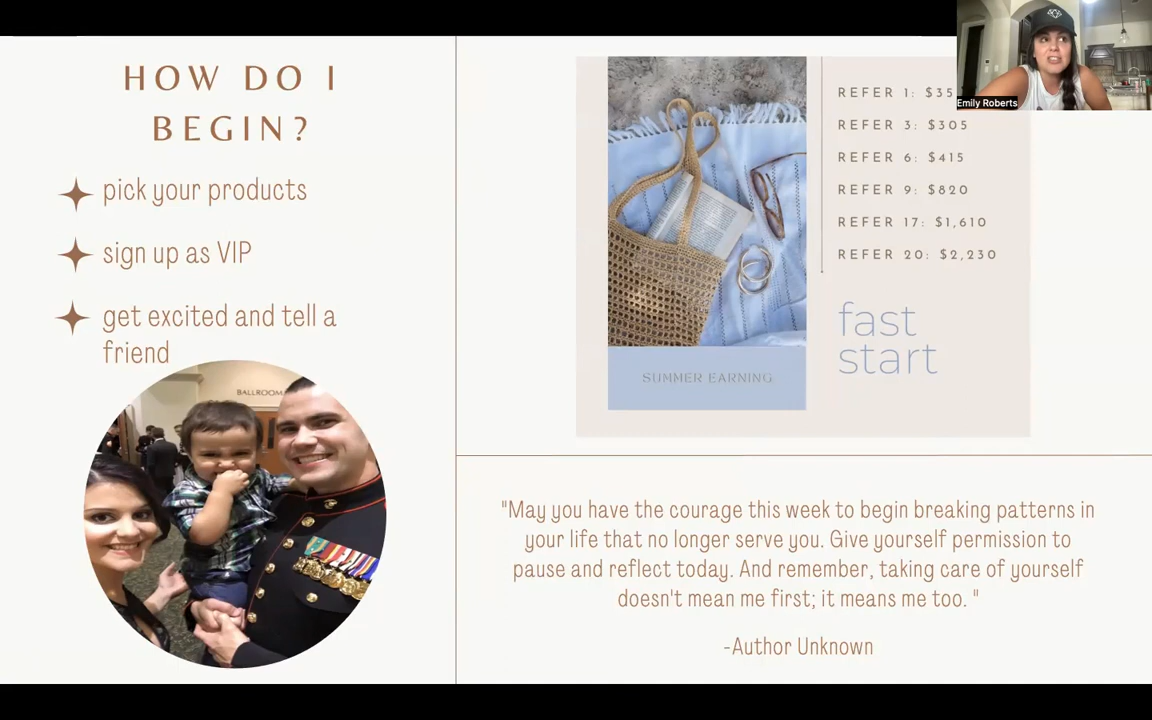 HOW DO I
BEGIN?
pick your products
sign up as VIP
get excited and tell a
friend
BALLROOM
SUMMER EARNING
REFER 1: $35
REFER 3: $305
REFER 6: $415
REFER 9: $820
REFER 17: $1,610
REFER 20: $2,230
fast
start
Emily Roberts
"May you have the courage this week to begin breaking patterns in
your life that no longer serve you. Give yourself permission to
pause and reflect today. And remember, taking care of yourself
doesn't mean me first; it means me too. "
-Author Unknown